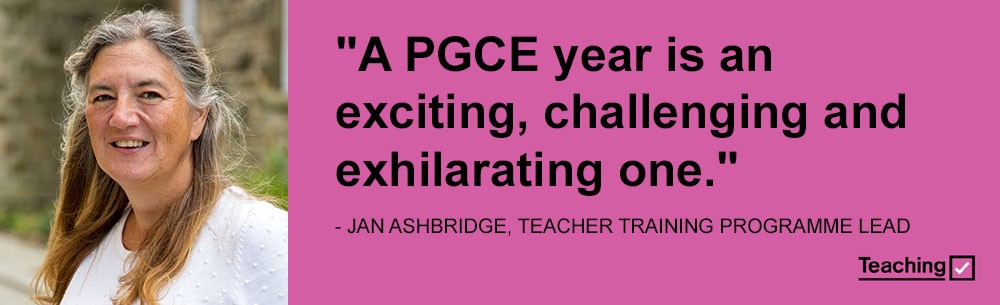 "A PGCE year is an
exciting, challenging and
exhilarating one."
- JAN ASHBRIDGE, TEACHER TRAINING PROGRAMME LEAD
Teaching